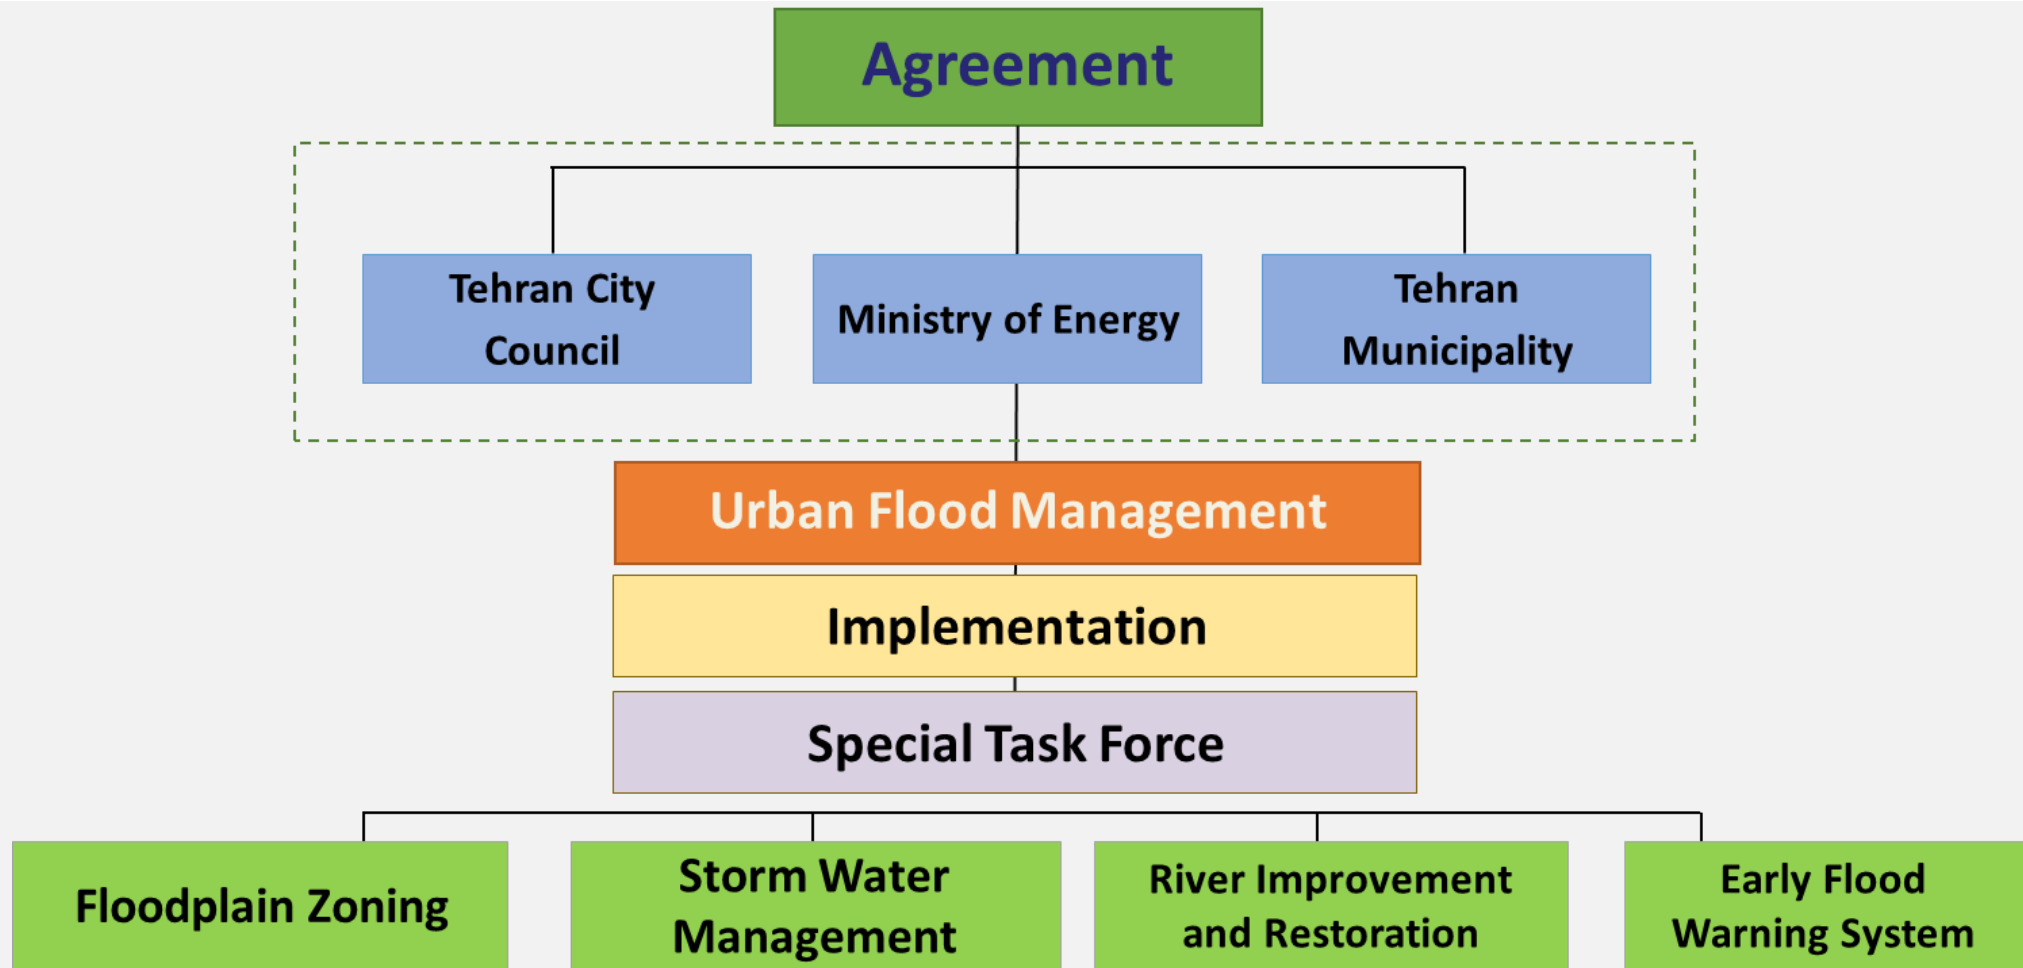 Agreement
Tehran City
Council
Ministry of Energy
Tehran
Municipality
Urban Flood Management
Implementation
Special Task Force
Floodplain Zoning
Storm Water
Management
River Improvement
and Restoration
Early Flood
Warning System